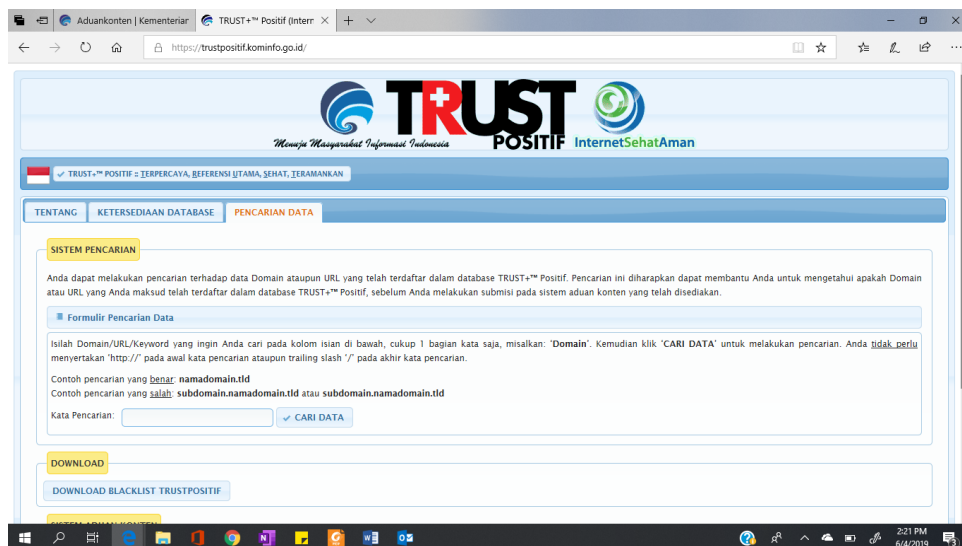 Aduankonten | Kementerian
TRUST+™ Positif (Intern
https://trustpositif.kominfo.go.id/
TRUST
POSITIF
Menuju Masyarakat Informasi Indonesia
InternetSehatAman
TRUST+™ POSITIF :: TERPERCAYA, REFERENSI UTAMA, SEHAT, TERAMANKAN
TENTANG
KETERSEDIAAN DATABASE
PENCARIAN DATA
SISTEM PENCARIAN
Anda dapat melakukan pencarian terhadap data Domain ataupun URL yang telah terdaftar dalam database TRUST+™ Positif. Pencarian ini diharapkan dapat membantu Anda untuk mengetahui apakah Domain
atau URL yang Anda maksud telah terdaftar dalam database TRUST+™ Positif, sebelum Anda melakukan submisi pada sistem aduan konten yang telah disediakan.
Formulir Pencarian Data
Isilah Domain/URL/Keyword yang ingin Anda cari pada kolom isian di bawah, cukup 1 bagian kata saja, misalkan: 'Domain'. Kemudian klik 'CARI DATA' untuk melakukan pencarian. Anda tidak perlu
menyertakan 'http://' pada awal kata pencarian ataupun trailing slash '/' pada akhir kata pencarian.
Contoh pencarian yang benar: namadomain.tld
Contoh pencarian yang salah: subdomain.namadomain.tld atau subdomain.namadomain.tld
Kata Pencarian:
CARI DATA
DOWNLOAD
DOWNLOAD BLACKLIST TRUSTPOSITIF
SISTEM ADUAN KONTEN
2:21 PM
6/4/2019